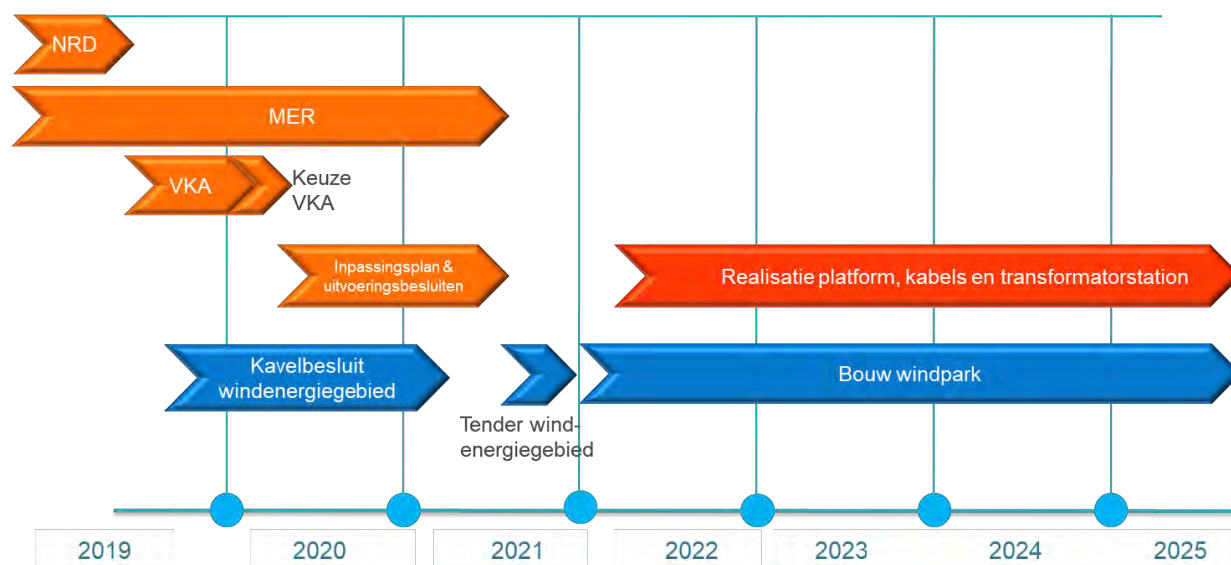 NRD
MER
VKA
Keuze
VKA
Inpassingsplan &
uitvoeringsbesluiten
Realisatie platform, kabels en transformatorstation
Kavelbesluit
windenergiegebied
Bouw windpark
Tender wind-
energiegebied
2019 2020 2021 2022 2023 2024 2025